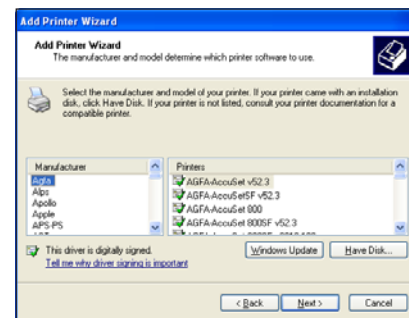 Add Printer Wizard
Add Printer Wizard
The manufacturer and model determine which printer software to use.
Select the manufacturer and model of your printer. If your printer came with an installation
disk, click Have Disk. If your printer is not listed, consult your printer documentation for a
compatible printer.
Manufacturer
Agfa
Alps
Apollo
Apple
APS-PS
Printers
AGFA-AccuSet v52.3
AGFA-AccuSetSF v52.3
AGFA-AccuSet 800
AGFA-AccuSet 800SF v52.3
This driver is digitally signed.
Tell me why driver signing is important
Windows Update
Have Disk...
< Back
Next >
Cancel